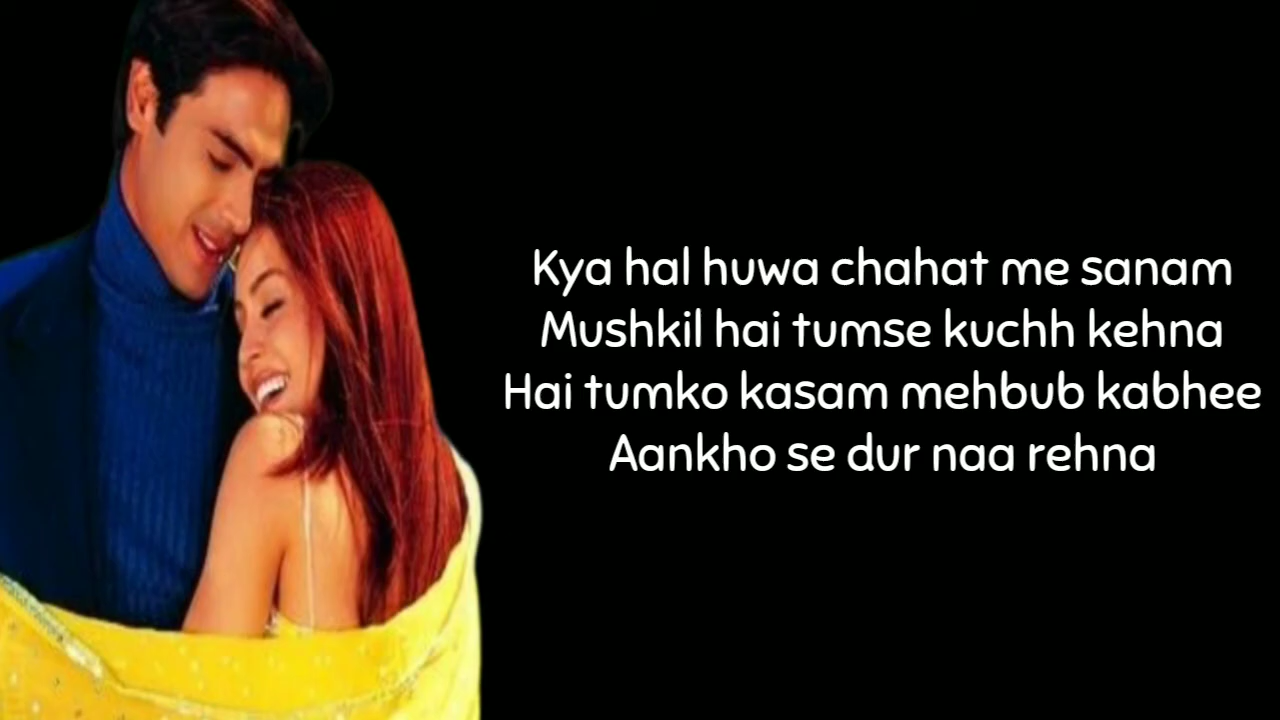 Kya hal huwa chahat me sanam
Mushkil hai tumse kuchh kehna
Hai tumko kasam mehbub kabhee
Aankho se dur naa rehna